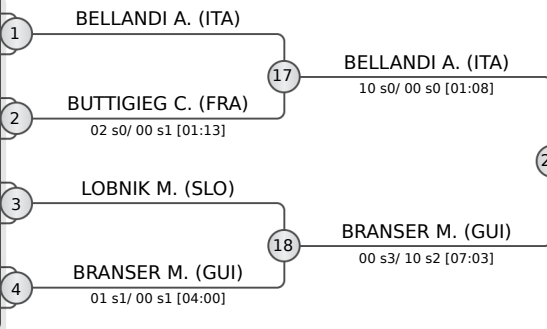 BELLANDI A. (ITA)
1
17
BELLANDI A. (ITA)
10 s0/ 00 s0 [01:08]
BUTTIGIEG C. (FRA)
2
02 s0/ 00 s1 [01:13]
LOBNIK M. (SLO)
3
18
BRANSER M. (GUI)
00 s3/ 10 s2 [07:03]
BRANSER M. (GUI)
4
01 s1/ 00 s1 [04:00]